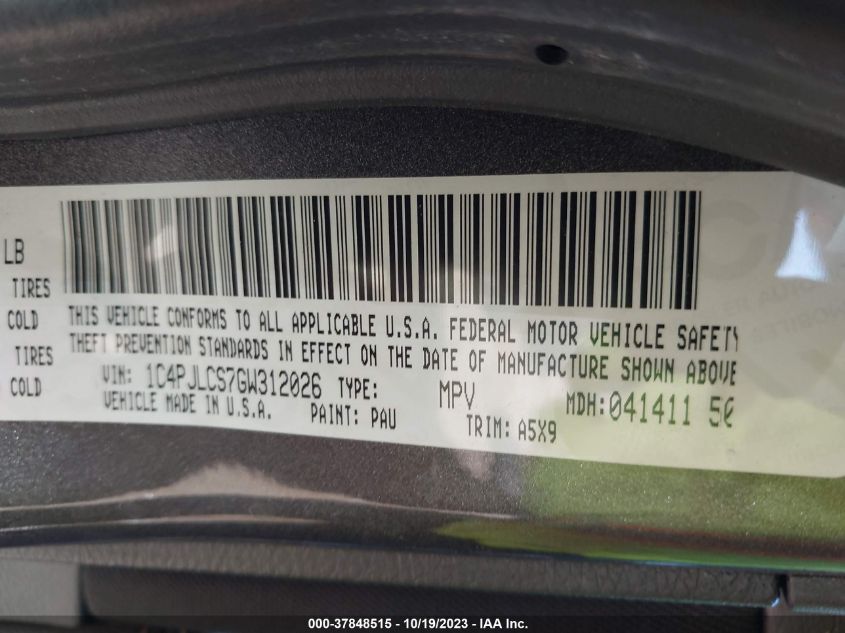 LB
TIRES
COLD
TIRES
COLD
THIS VEHICLE CONFORMS TO ALL APPLICABLE U.S.A. FEDERAL MOTOR VEHICLE SAFETY
THEFT PREVENTION STANDARDS IN EFFECT ON THE DATE OF MANUFACTURE SHOWN ABOVE
VIN: 1C4PJLCS7GW312026 TYPE: MPV MDH:041411 50
VEHICLE MADE IN U.S.A. PAINT: PAU TRIM: A5X9
000-37848515 - 10/19/2023 - IAA Inc.